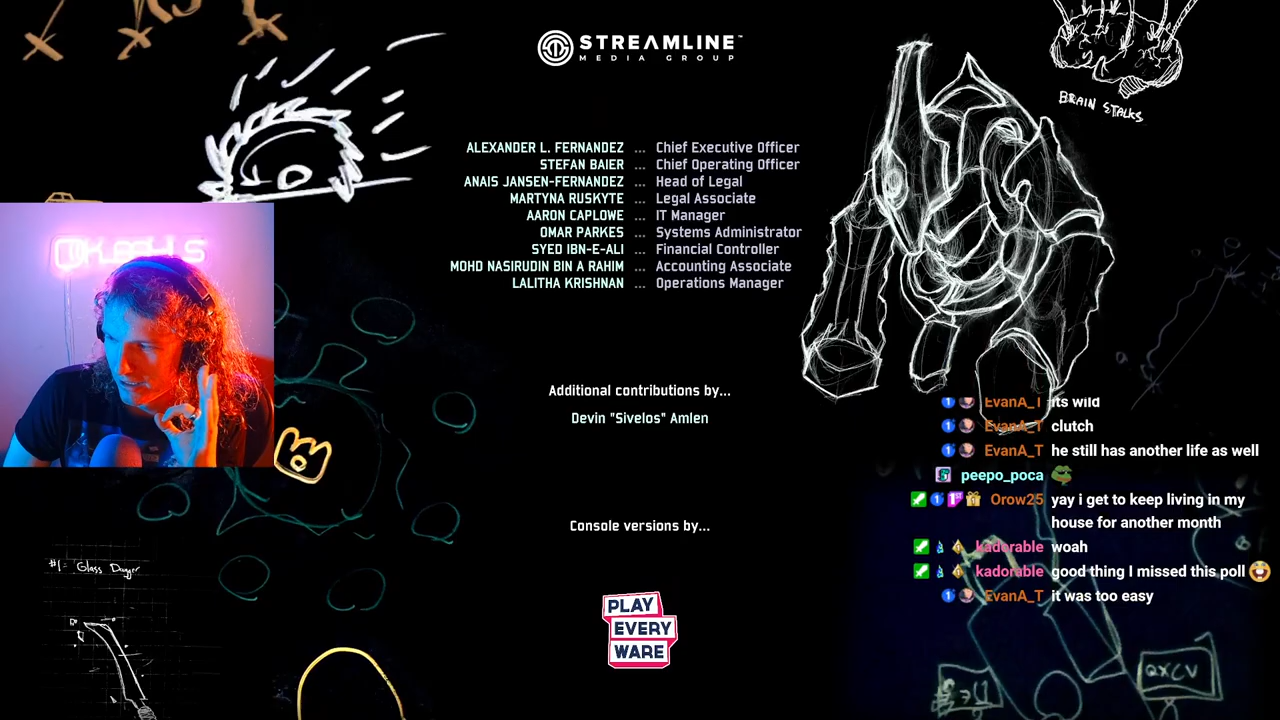 STREAMLINE™
MEDIA GROUP
BRAIN STALKS
ALEXANDER L. FERNANDEZ ... Chief Executive Officer
STEFAN BAIER ... Chief Operating Officer
ANAIS JANSEN-FERNANDEZ ... Head of Legal
MARTYNA RUSKYTE ... Legal Associate
AARON CAPLOWE ... IT Manager
OMAR PARKES ... Systems Administrator
SYED IBN-E-ALI ... Financial Controller
MOHD NASIRUDIN BIN A RAHIM ... Accounting Associate
LALITHA KRISHNAN ... Operations Manager
Additional contributions by...
Devin "Sivelos" Amlen
Console versions by...
PLAY
EVERY
WARE
EvanA_T its wild
EvanA_T clutch
EvanA_T he still has another life as well
peepo_poca
Orow25 yay i get to keep living in my
house for another month
kadorable woah
kadorable good thing I missed this poll
EvanA_T it was too easy
#1= Glass Dagger